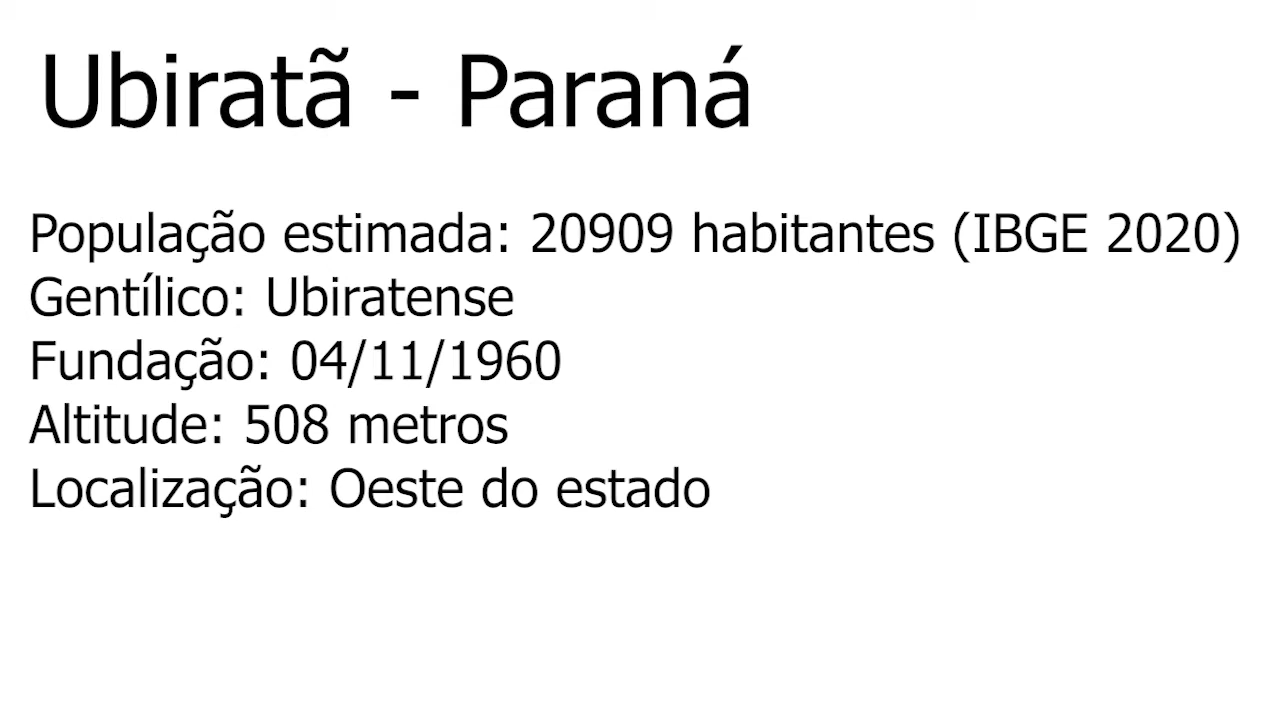 Ubiratã - Paraná
População estimada: 20909 habitantes (IBGE 2020)
Gentílico: Ubiratense
Fundação: 04/11/1960
Altitude: 508 metros
Localização: Oeste do estado